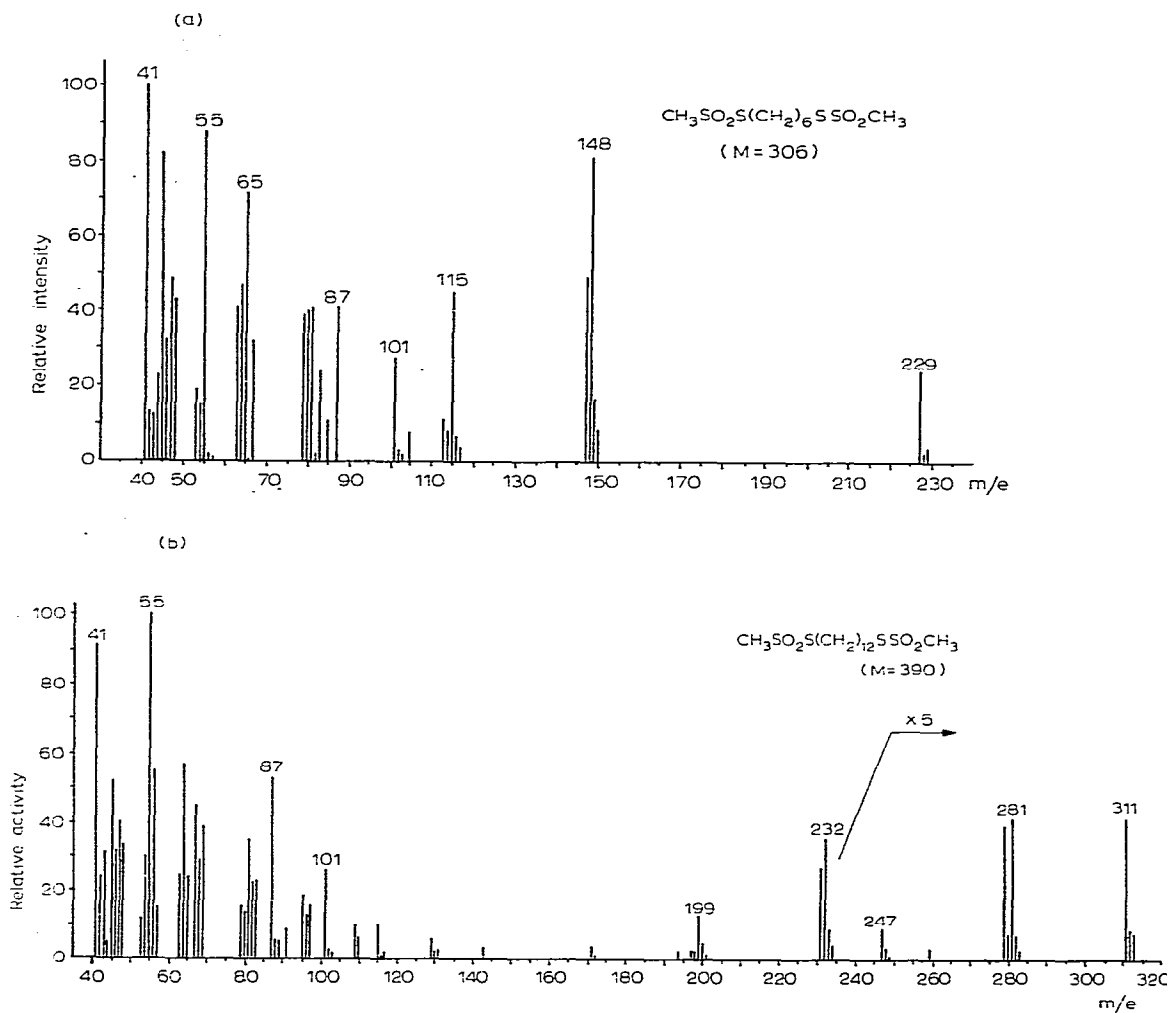 (a)
Relative intensity
100
80
60
40
20
0
41
55
65
87
101
115
148
229
CH3SO2S(CH2)6SSO2CH3
(M=306)
40 50 70 90 110 130 150 170 190 210 230 m/e
(b)
Relative activity
100
80
60
40
20
0
41
55
87
101
199
232
247
281
311
CH3SO2S(CH2)12SSO2CH3
(M=390)
×5
40 60 80 100 120 140 160 180 200 220 240 260 280 300 320
m/e